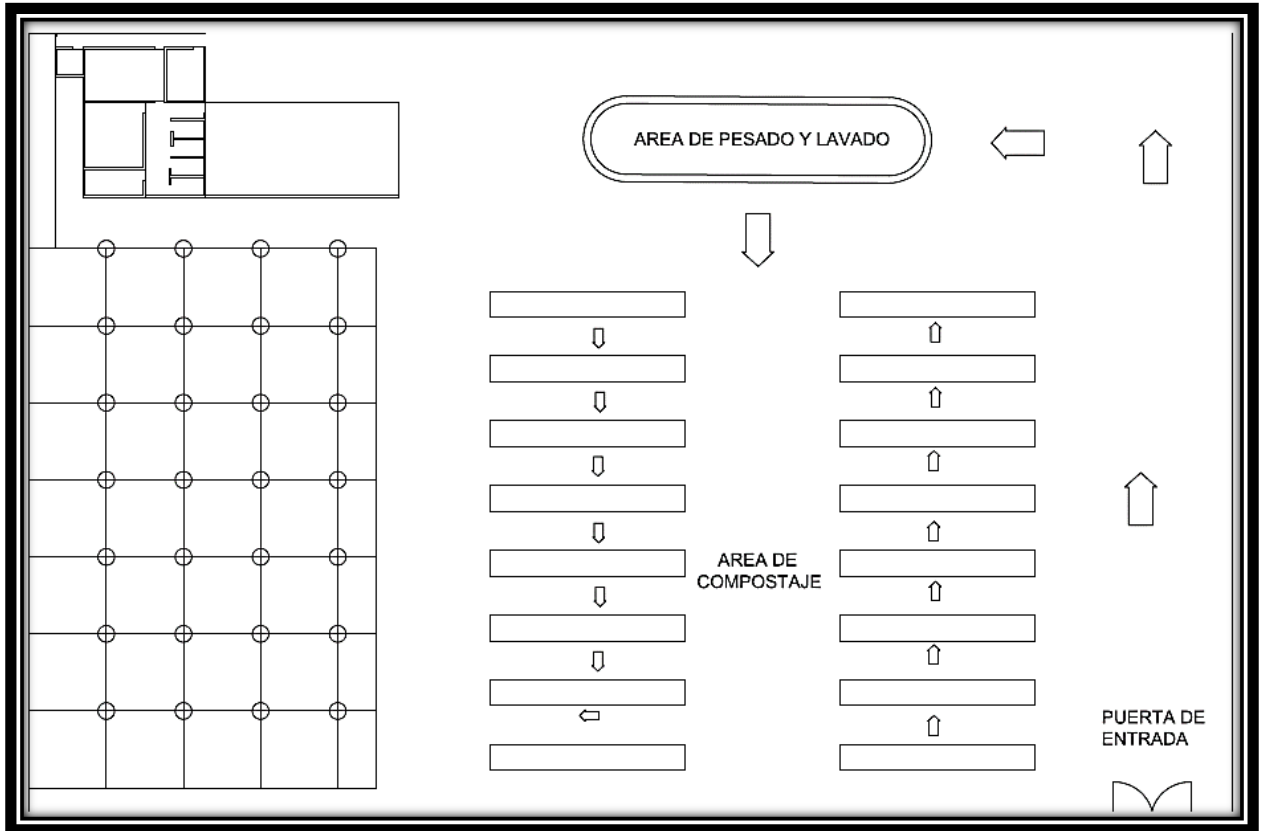 AREA DE PESADO Y LAVADO
AREA DE
COMPOSTAJE
PUERTA DE
ENTRADA